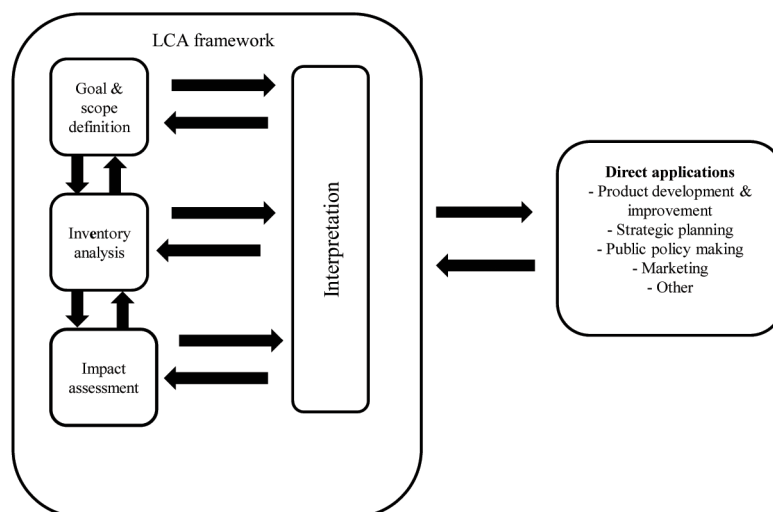 LCA framework
Goal &
scope
definition
Inventory
analysis
Impact
assessment
Interpretation
Direct applications
- Product development &
improvement
- Strategic planning
- Public policy making
- Marketing
- Other